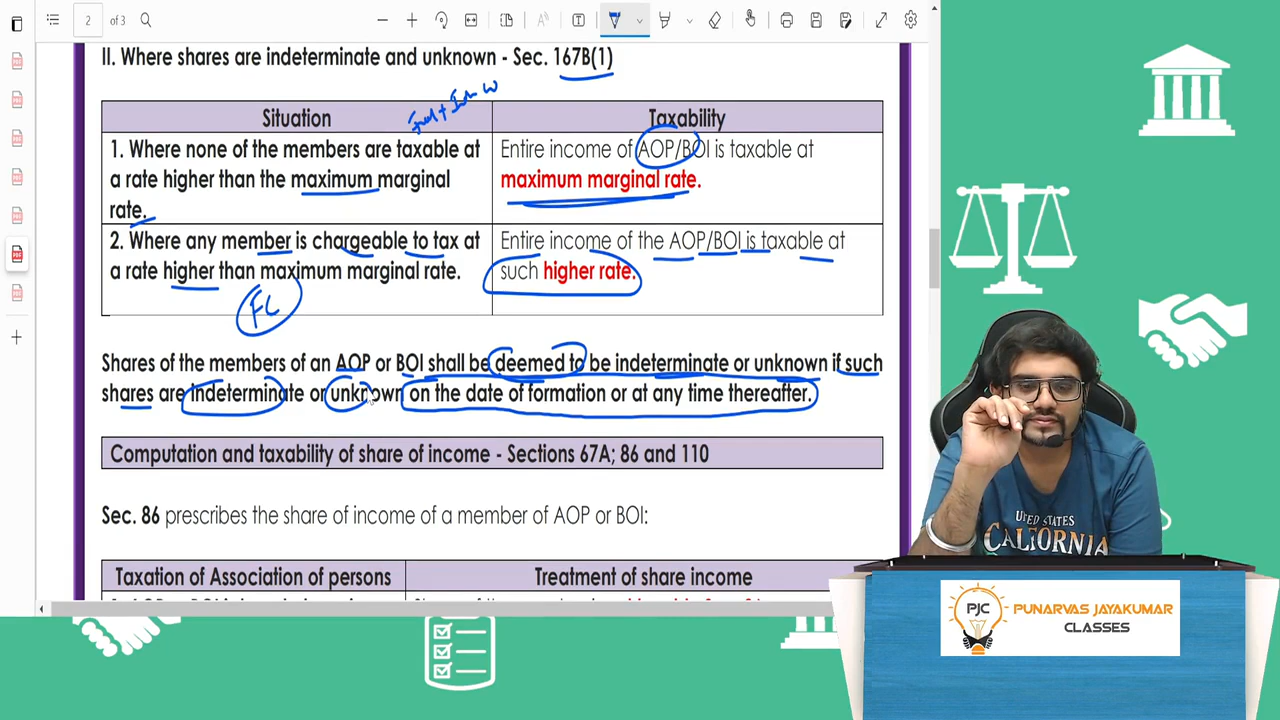 2 of 3
II. Where shares are indeterminate and unknown - Sec. 167B(1)
Situation
Taxability
1. Where none of the members are taxable at
a rate higher than the maximum marginal
rate.
Entire income of AOP/BOI is taxable at
maximum marginal rate.
2. Where any member is chargeable to tax at
a rate higher than maximum marginal rate.
Entire income of the AOP/BOI is taxable at
such higher rate.
FC
Shares of the members of an AOP or BOI shall be deemed to be indeterminate or unknown if such
shares are indeterminate or unknown on the date of formation or at any time thereafter.
Computation and taxability of share of income - Sections 67A; 86 and 110
Sec. 86 prescribes the share of income of a member of AOP or BOI:
Taxation of Association of persons
Treatment of share income
UNITED STATES
CALIFORNIA
PJC
PUNARVAS JAYAKUMAR
CLASSES